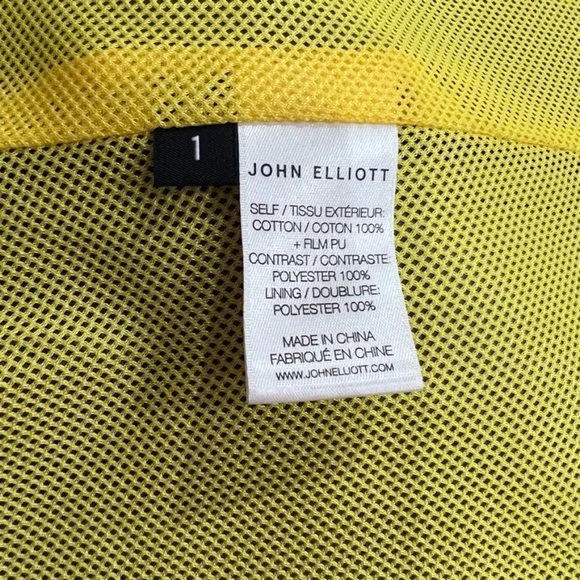 1
JOHN ELLIOTT
SELF / TISSU EXTÉRIEUR:
COTTON / COTON 100%
+ FILM PU
CONTRAST / CONTRASTE:
POLYESTER 100%
LINING / DOUBLURE:
POLYESTER 100%
MADE IN CHINA
FABRIQUÉ EN CHINE
WWW.JOHNELLIOTT.COM